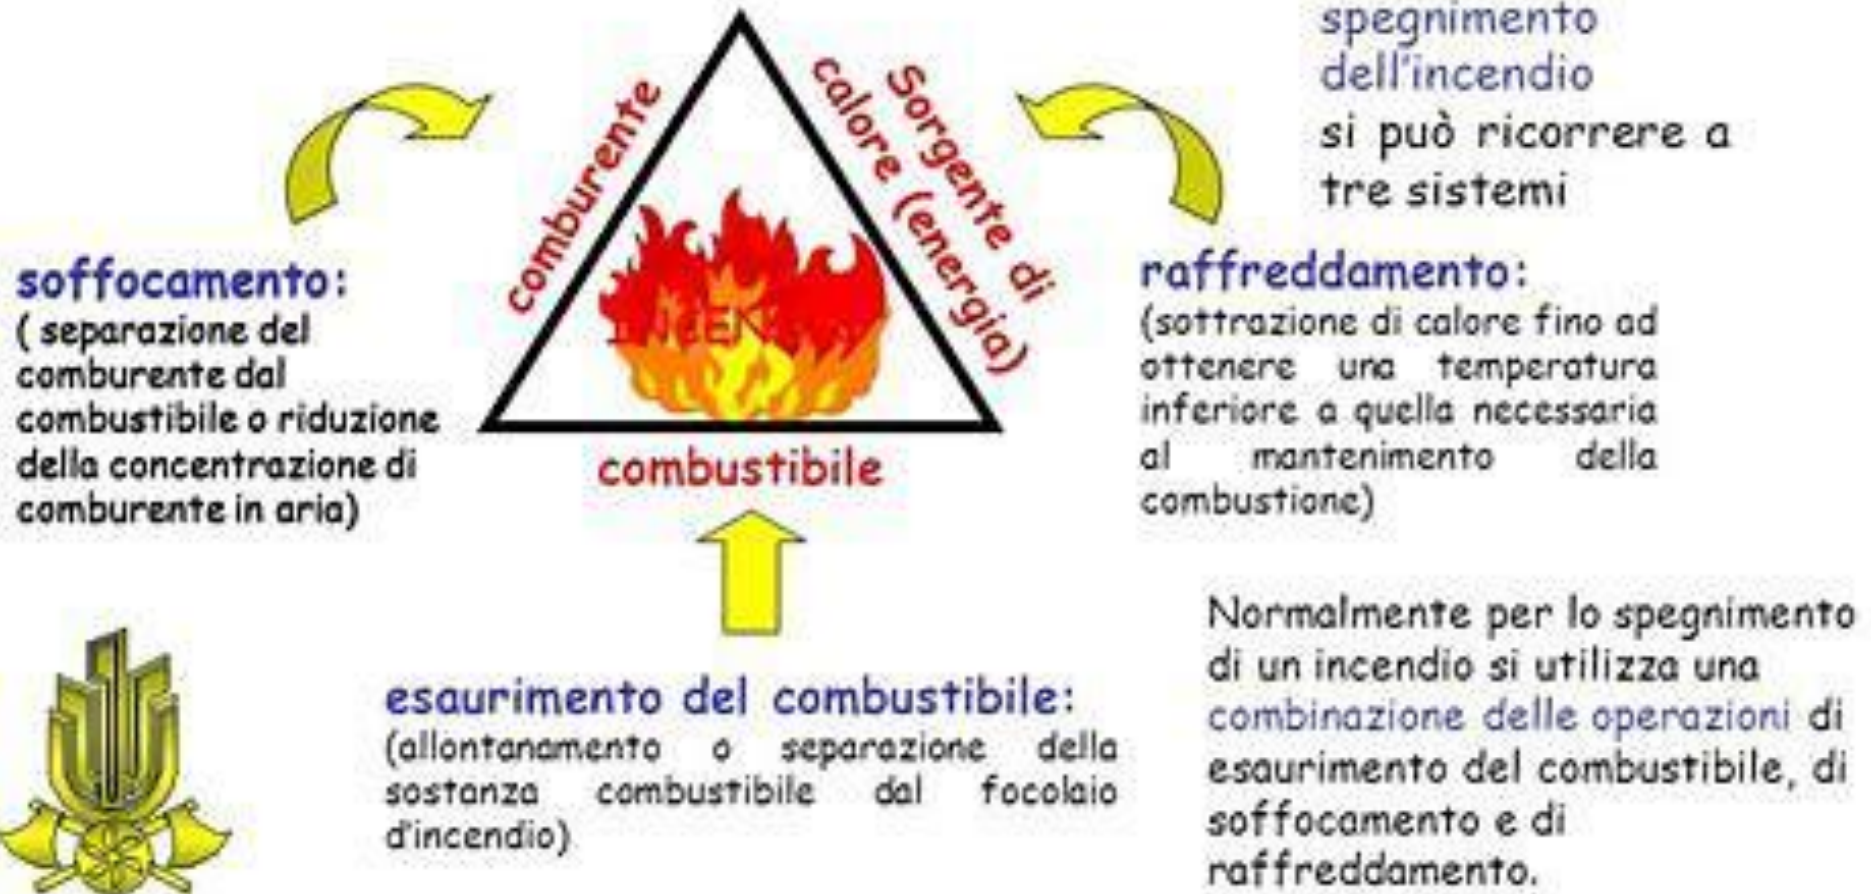 spegnimento
dell'incendio
si può ricorrere a
tre sistemi
comburente
Sorgente di
calore (energia)
combustibile
soffocamento:
( separazione del
comburente dal
combustibile o riduzione
della concentrazione di
comburente in aria)
raffreddamento:
(sottrazione di calore fino ad
ottenere una temperatura
inferiore a quella necessaria
al mantenimento della
combustione)
esaurimento del combustibile:
(allontanamento o separazione della
sostanza combustibile dal focolaio
d'incendio)
Normalmente per lo spegnimento
di un incendio si utilizza una
combinazione delle operazioni di
esaurimento del combustibile, di
soffocamento e di
raffreddamento.